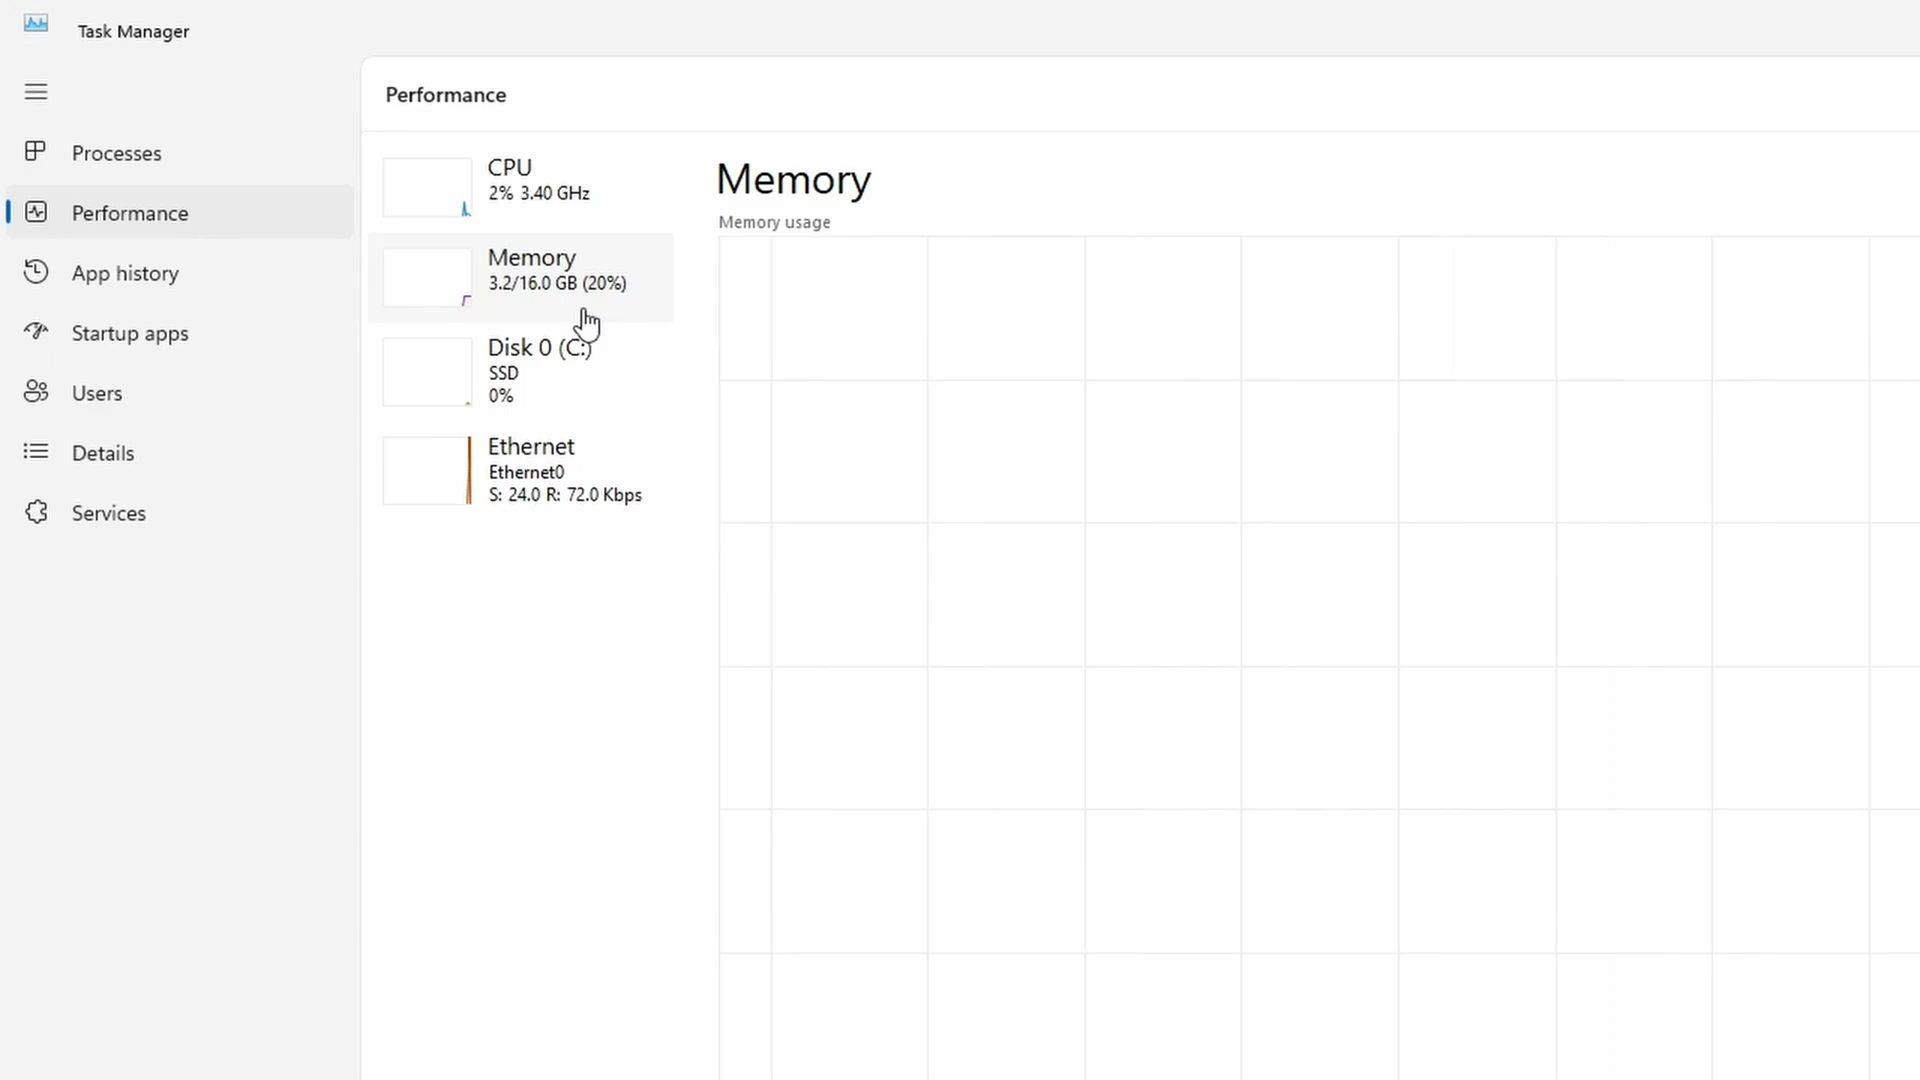 Task Manager
Performance
Processes
Performance
App history
Startup apps
Users
Details
Services
CPU
2% 3.40 GHz
Memory
3.2/16.0 GB (20%)
Disk 0 (C:)
SSD
0%
Ethernet
Ethernet0
S: 24.0 R: 72.0 Kbps
Memory
Memory usage